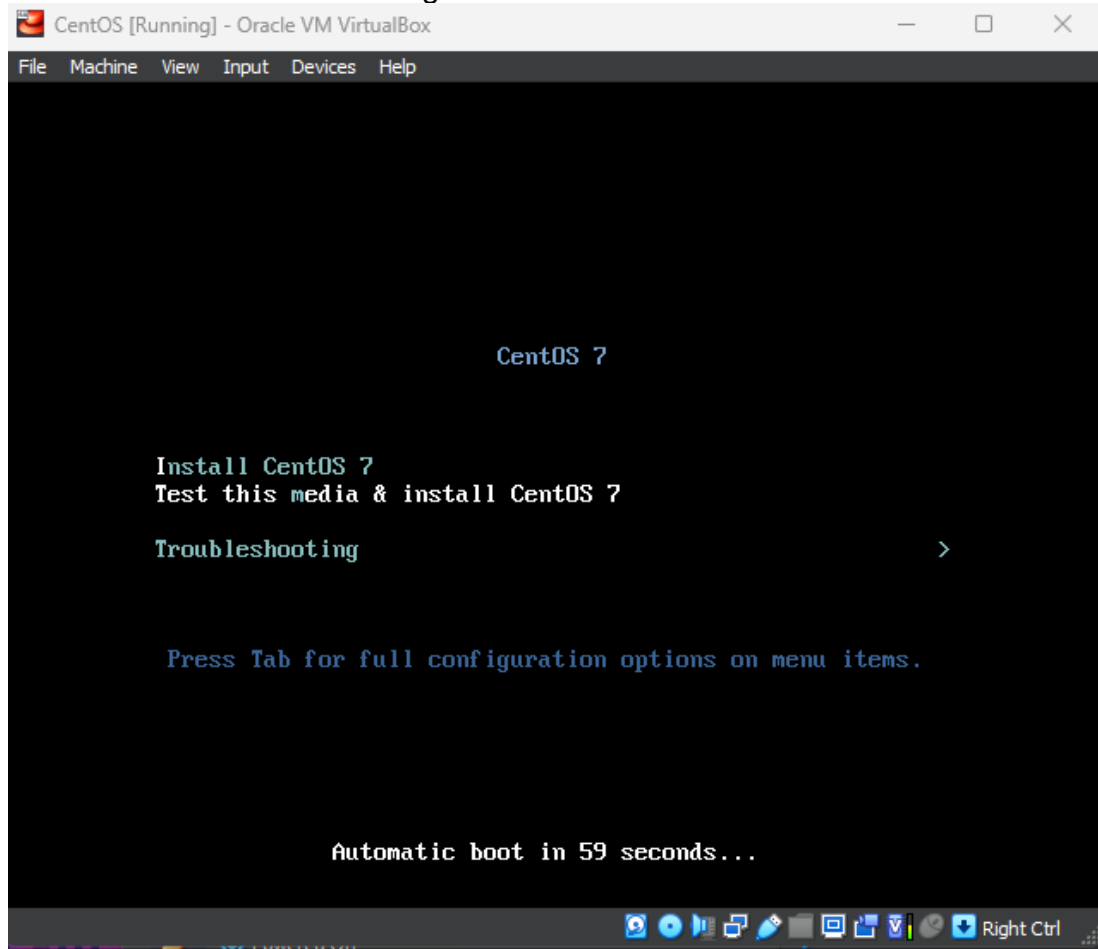 CentOS [Running] - Oracle VM VirtualBox
File Machine View Input Devices Help
CentOS 7
Install CentOS 7
Test this media & install CentOS 7
Troubleshooting >
Press Tab for full configuration options on menu items.
Automatic boot in 59 seconds...
Right Ctrl